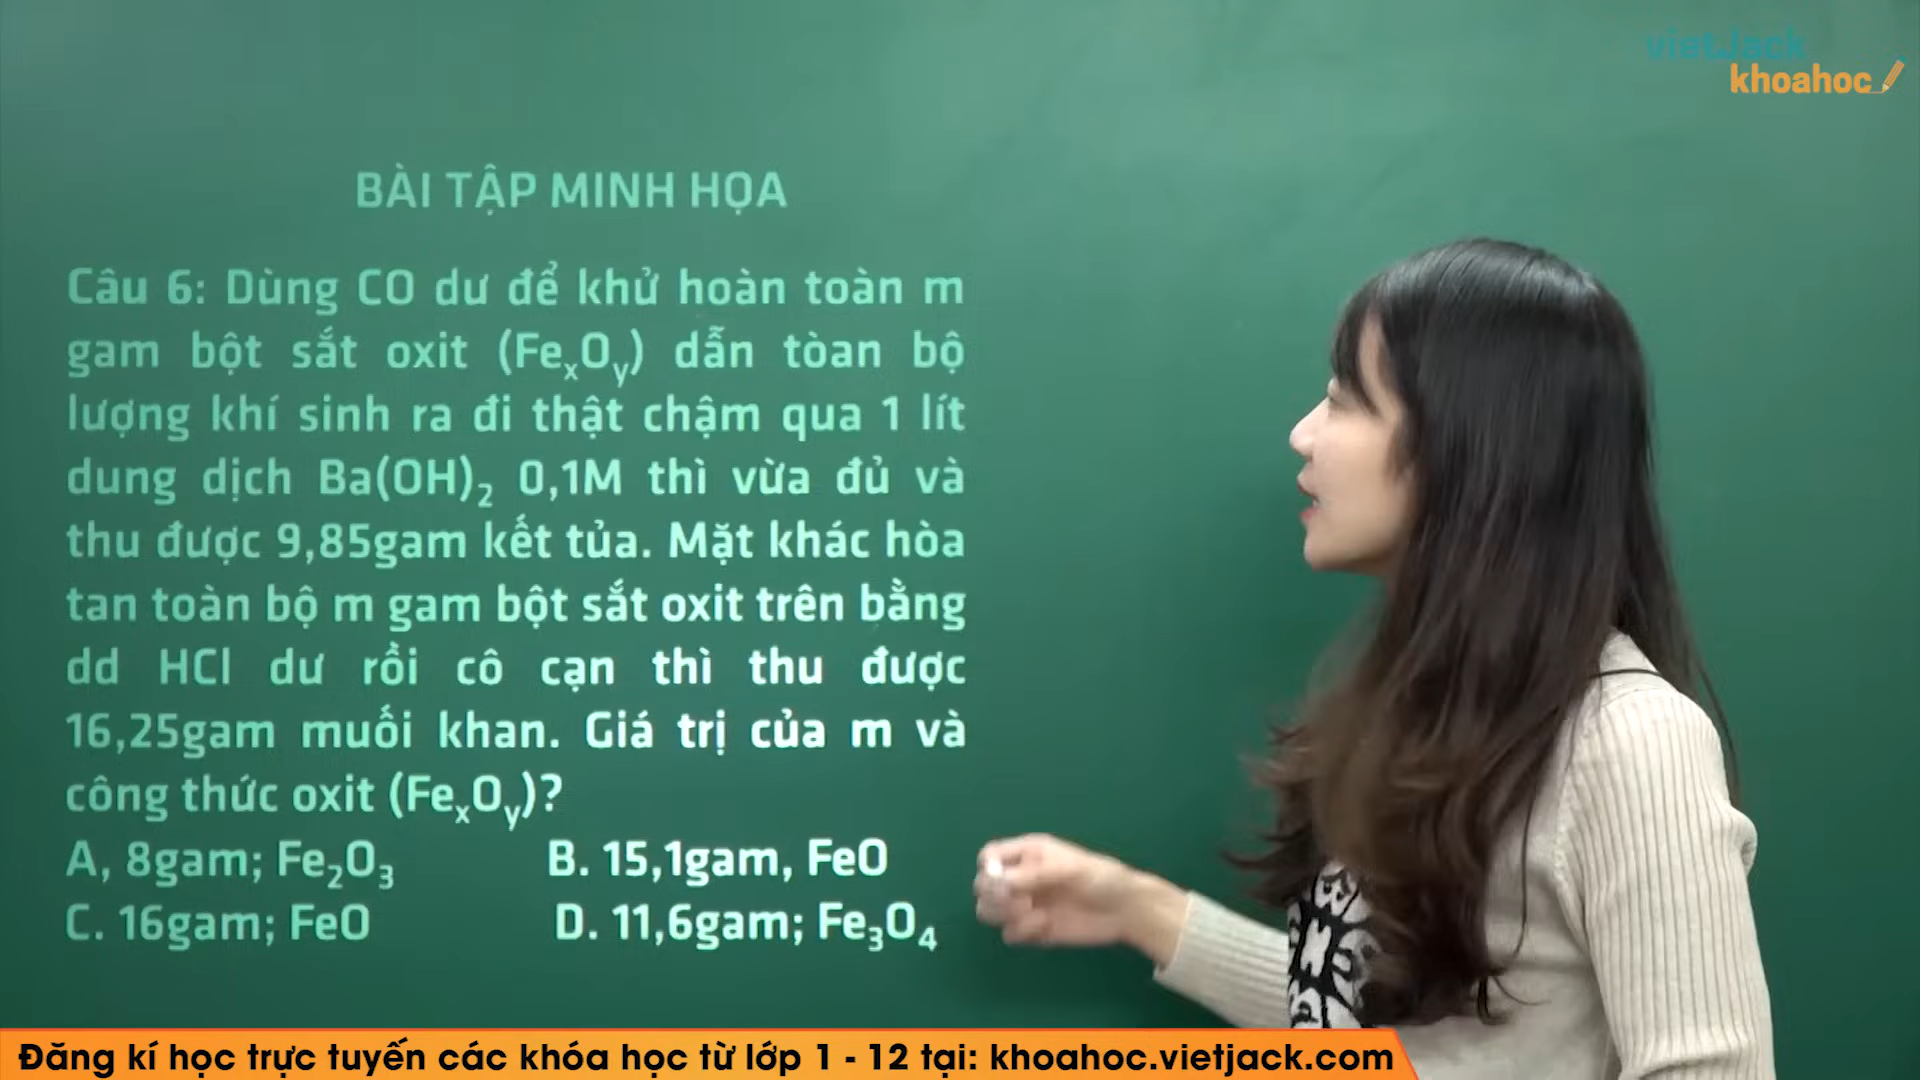 vietJack
khoahoc
BÀI TẬP MINH HỌA
Câu 6: Dùng CO dư để khử hoàn toàn m
gam bột sắt oxit (FeₓOᵧ) dẫn tòan bộ
lượng khí sinh ra đi thật chậm qua 1 lít
dung dịch Ba(OH)₂ 0,1M thì vừa đủ và
thu được 9,85gam kết tủa. Mặt khác hòa
tan toàn bộ m gam bột sắt oxit trên bằng
dd HCl dư rồi cô cạn thì thu được
16,25gam muối khan. Giá trị của m và
công thức oxit (FeₓOᵧ)?
A, 8gam; Fe₂O₃ B. 15,1gam, FeO
C. 16gam; FeO D. 11,6gam; Fe₃O₄
Đăng kí học trực tuyến các khóa học từ lớp 1 - 12 tại: khoahoc.vietjack.com